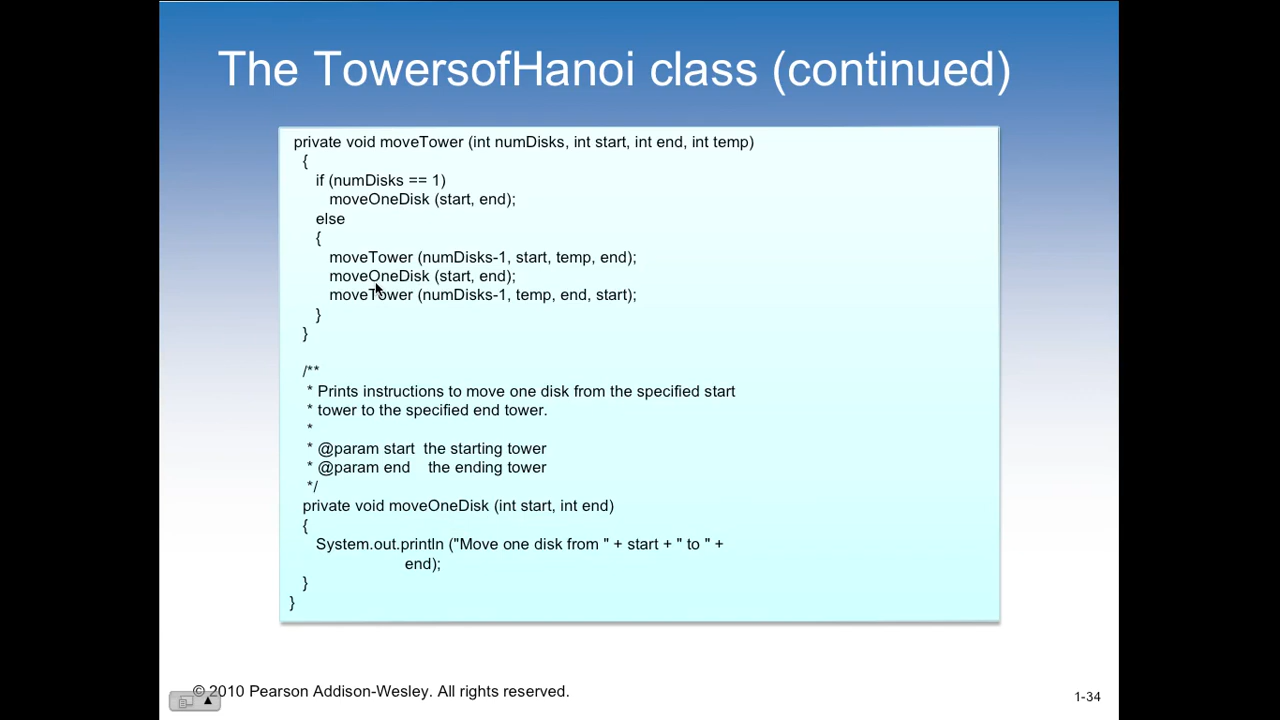 The TowersofHanoi class (continued)
private void moveTower (int numDisks, int start, int end, int temp)
{
if (numDisks == 1)
moveOneDisk (start, end);
else
{
moveTower (numDisks-1, start, temp, end);
moveOneDisk (start, end);
moveTower (numDisks-1, temp, end, start);
}
}
/**
* Prints instructions to move one disk from the specified start
* tower to the specified end tower.
*
* @param start  the starting tower
* @param end    the ending tower
*/
private void moveOneDisk (int start, int end)
{
System.out.println ("Move one disk from " + start + " to " +
end);
}
}
© 2010 Pearson Addison-Wesley. All rights reserved.
1-34